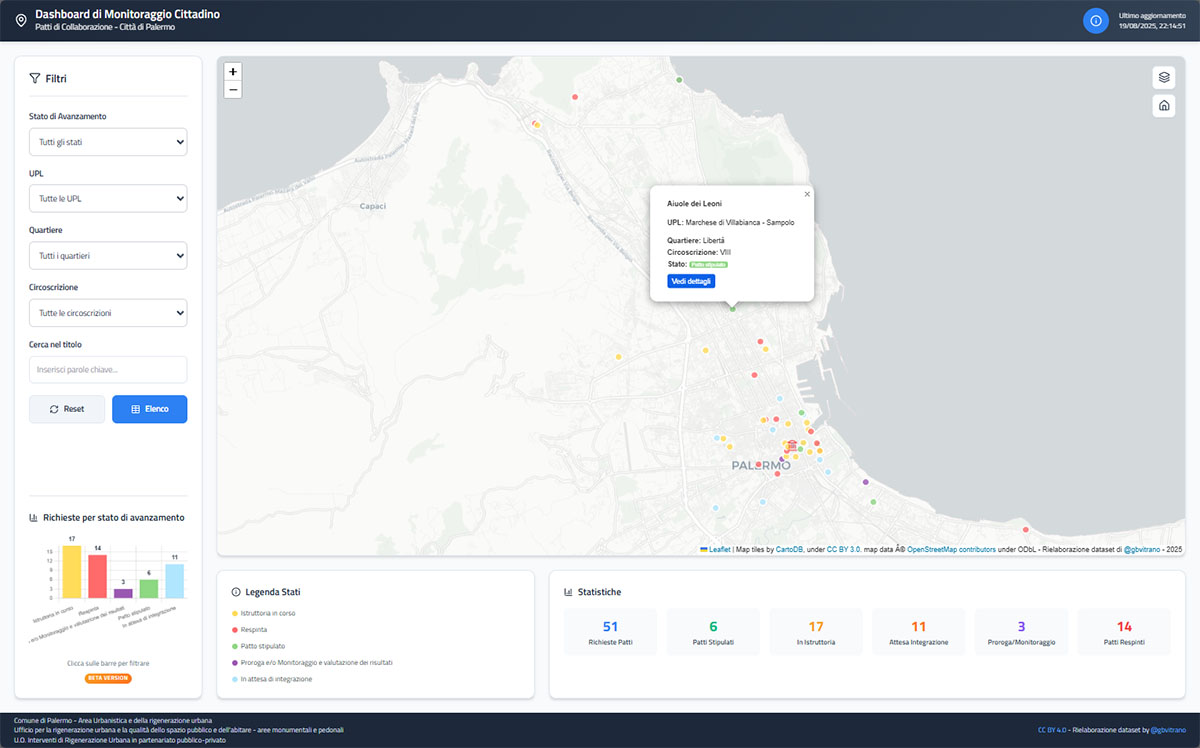 Dashboard di Monitoraggio Cittadino
Patti di Collaborazione - Città di Palermo
Ultimo aggiornamento
19/08/2025, 22:14:51
Filtri
Stato di Avanzamento
Tutti gli stati
UPL
Tutte le UPL
Quartiere
Tutti i quartieri
Circoscrizione
Tutte le circoscrizioni
Cerca nel titolo
Inserisci parole chiave...
Reset
Elenco
Richieste per stato di avanzamento
17
14
3
6
11
15
12
9
6
3
0
Istruttoria in corso
Respinta
e/o Monitoraggio e valutazione dei risultati
Patto stipulato
In attesa di integrazione
Clicca sulle barre per filtrare
BETA VERSION
+
−
Capaci
Autostrada Palermo-Mazara del Vallo
PALERMO
Aiuole dei Leoni
×
UPL: Marchese di Villabianca - Sampolo
Quartiere: Libertà
Circoscrizione: VIII
Stato: Patto stipulato
Vedi dettagli
Leaflet | Map tiles by CartoDB, under CC BY 3.0. map data Â© OpenStreetMap contributors under ODbL - Rielaborazione dataset di @gbvitrano - 2025
Legenda Stati
Istruttoria in corso
Respinta
Patto stipulato
Proroga e/o Monitoraggio e valutazione dei risultati
In attesa di integrazione
Statistiche
51
Richieste Patti
6
Patti Stipulati
17
In Istruttoria
11
Attesa Integrazione
3
Proroga/Monitoraggio
14
Patti Respinti
Comune di Palermo - Area Urbanistica e della rigenerazione urbana
Ufficio per la rigenerazione urbana e la qualità dello spazio pubblico e dell'abitare - aree monumentali e pedonali
U.O. Interventi di Rigenerazione Urbana in partenariato pubblico-privato
CC BY 4.0 - Rielaborazione dataset by @gbvitrano